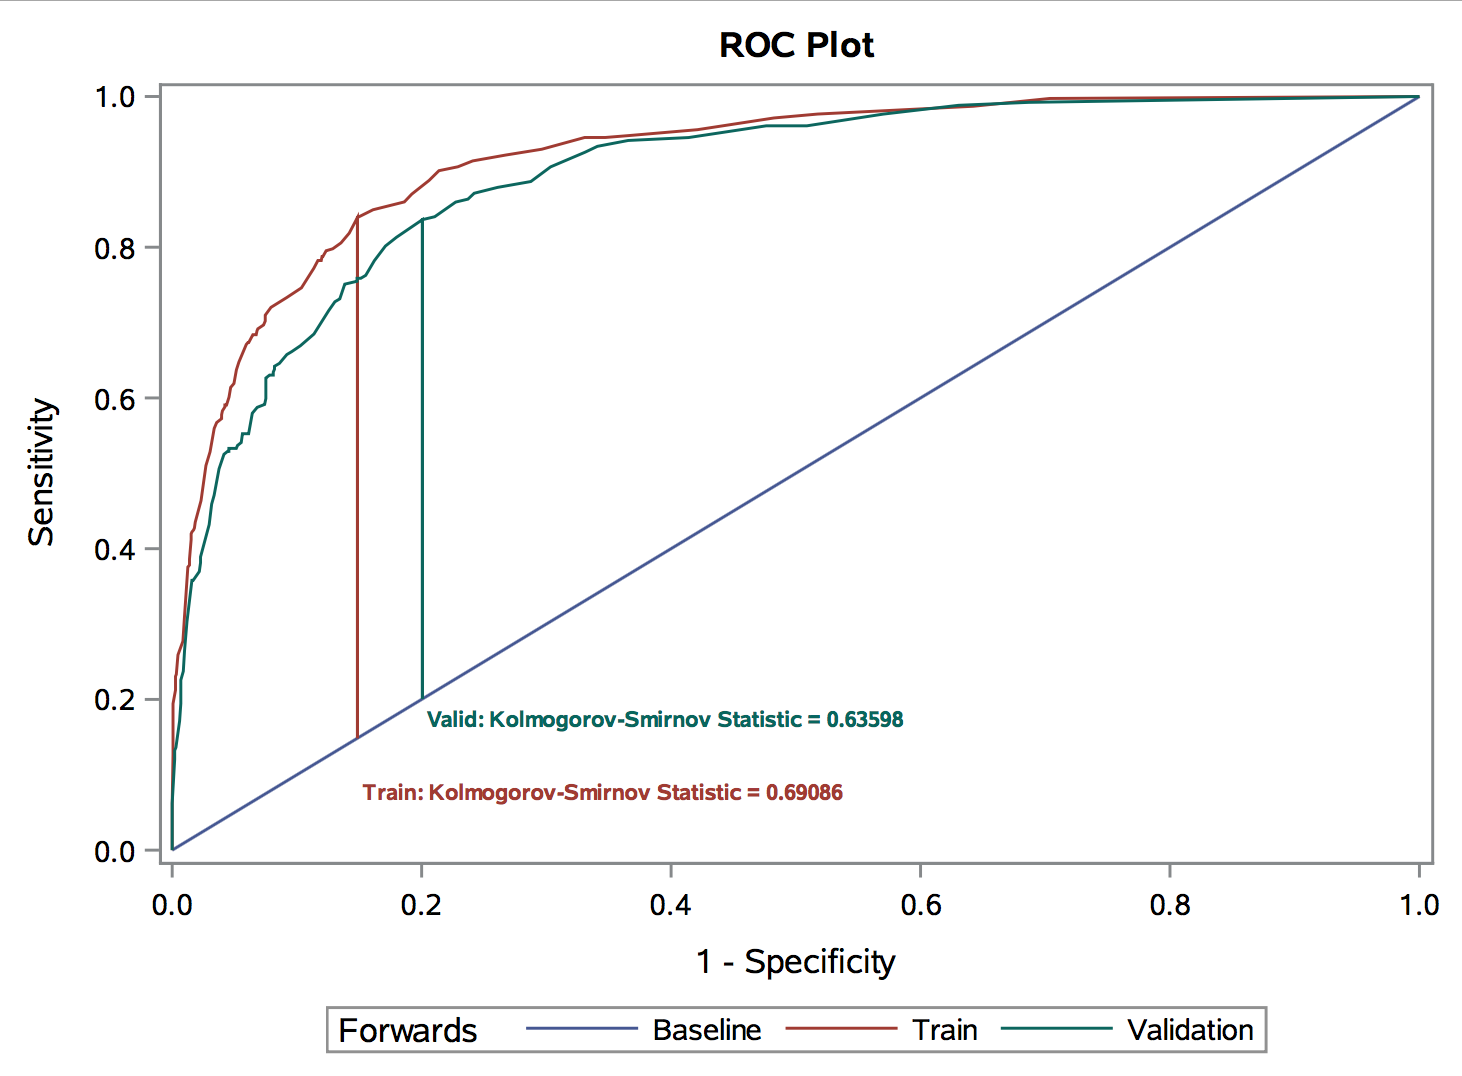 ROC Plot
1.0
0.8
0.6
0.4
0.2
0.0
Sensitivity
Valid: Kolmogorov-Smirnov Statistic = 0.63598
Train: Kolmogorov-Smirnov Statistic = 0.69086
0.0 0.2 0.4 0.6 0.8 1.0
1 - Specificity
Forwards Baseline Train Validation